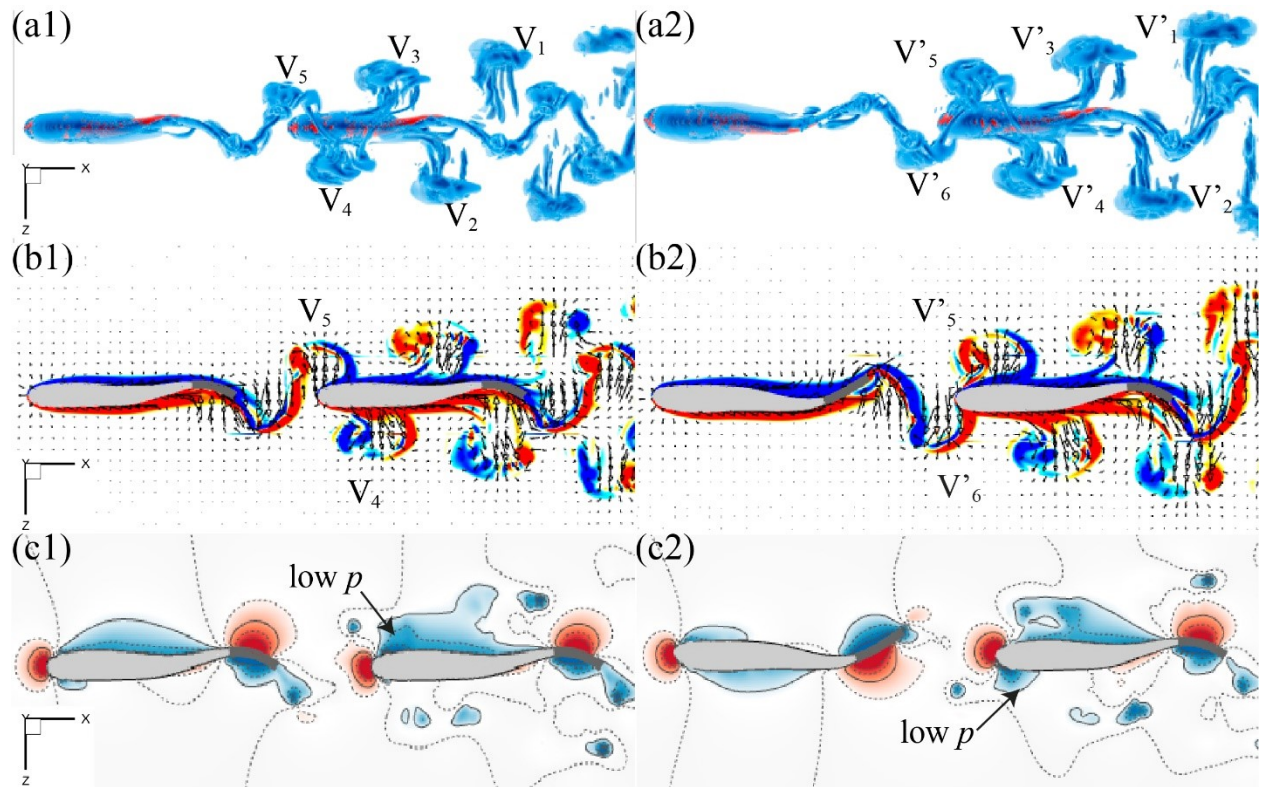 (a1)
V1
V3
V5
V4
V2
Y
X
Z
(a2)
V'1
V'3
V'5
V'6
V'4
V'2
(b1)
V5
V4
Y
X
Z
(b2)
V'5
V'6
(c1)
low p
Y
X
Z
(c2)
low p